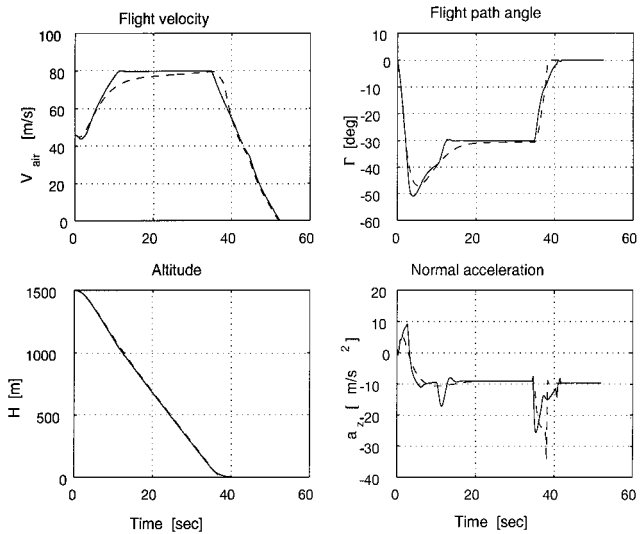 Flight velocity
100
80
60
40
20
0
V air [m/s]
0 20 40 60
Flight path angle
10
0
-10
-20
-30
-40
-50
-60
Γ [deg]
0 20 40 60
Altitude
1500
1000
500
0
H [m]
0 20 40 60
Time [sec]
Normal acceleration
20
10
0
-10
-20
-30
-40
a z, [ m/s 2 ]
0 20 40 60
Time [sec]